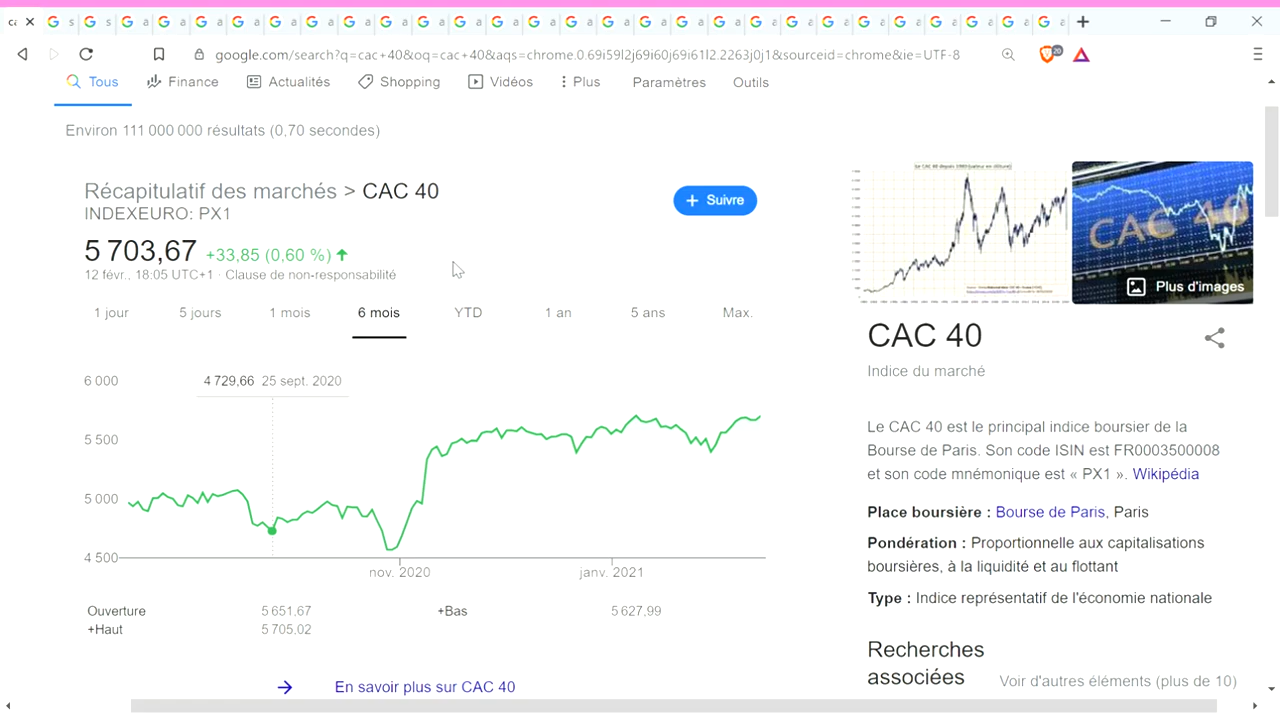 google.com/search?q=cac+40&oq=cac+40&aqs=chrome.0.69i59l2j69i60j69i61l2.2263j0j1&sourceid=chrome&ie=UTF-8
20
Tous Finance Actualités Shopping Vidéos Plus Paramètres Outils
Environ 111 000 000 résultats (0,70 secondes)
Récapitulatif des marchés > CAC 40
INDEXEURO: PX1
+ Suivre
5 703,67 +33,85 (0,60 %)
12 févr., 18:05 UTC+1 · Clause de non-responsabilité
1 jour 5 jours 1 mois 6 mois YTD 1 an 5 ans Max.
4 729,66 25 sept. 2020
6 000
5 500
5 000
4 500
nov. 2020 janv. 2021
Ouverture 5 651,67 +Bas 5 627,99
+Haut 5 705,02
En savoir plus sur CAC 40
CAC 40
Plus d'images
CAC 40
Indice du marché
Le CAC 40 est le principal indice boursier de la
Bourse de Paris. Son code ISIN est FR0003500008
et son code mnémonique est « PX1 ». Wikipédia
Place boursière : Bourse de Paris, Paris
Pondération : Proportionnelle aux capitalisations
boursières, à la liquidité et au flottant
Type : Indice représentatif de l'économie nationale
Recherches
associées
Voir d'autres éléments (plus de 10)